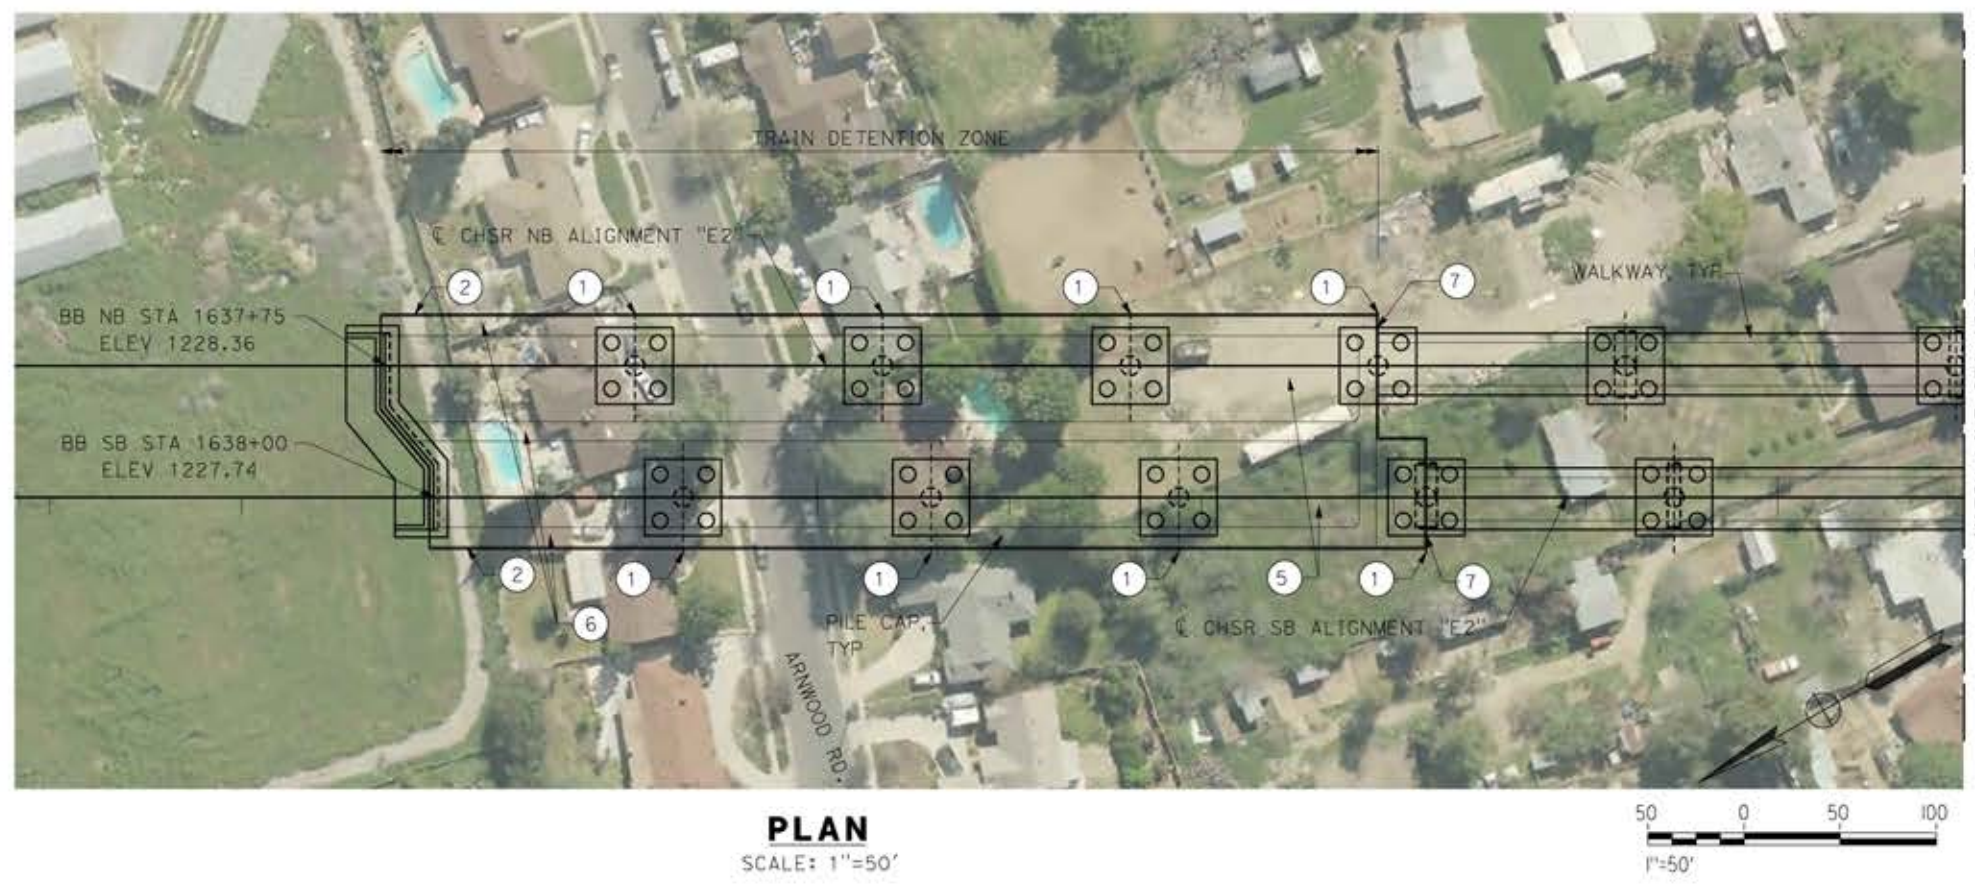 TRAIN DETENTION ZONE
℄ CHSR NB ALIGNMENT "E2"
WALKWAY, TYP
2
1
1
1
1
7
BB NB STA 1637+75
ELEV 1228.36
BB SB STA 1638+00
ELEV 1227.74
2
1
1
1
5
1
7
6
PILE CAP,
TYP
℄ CHSR SB ALIGNMENT "E2"
ARNWOOD RD.
PLAN
SCALE: 1"=50'
50 0 50 100
1"=50'